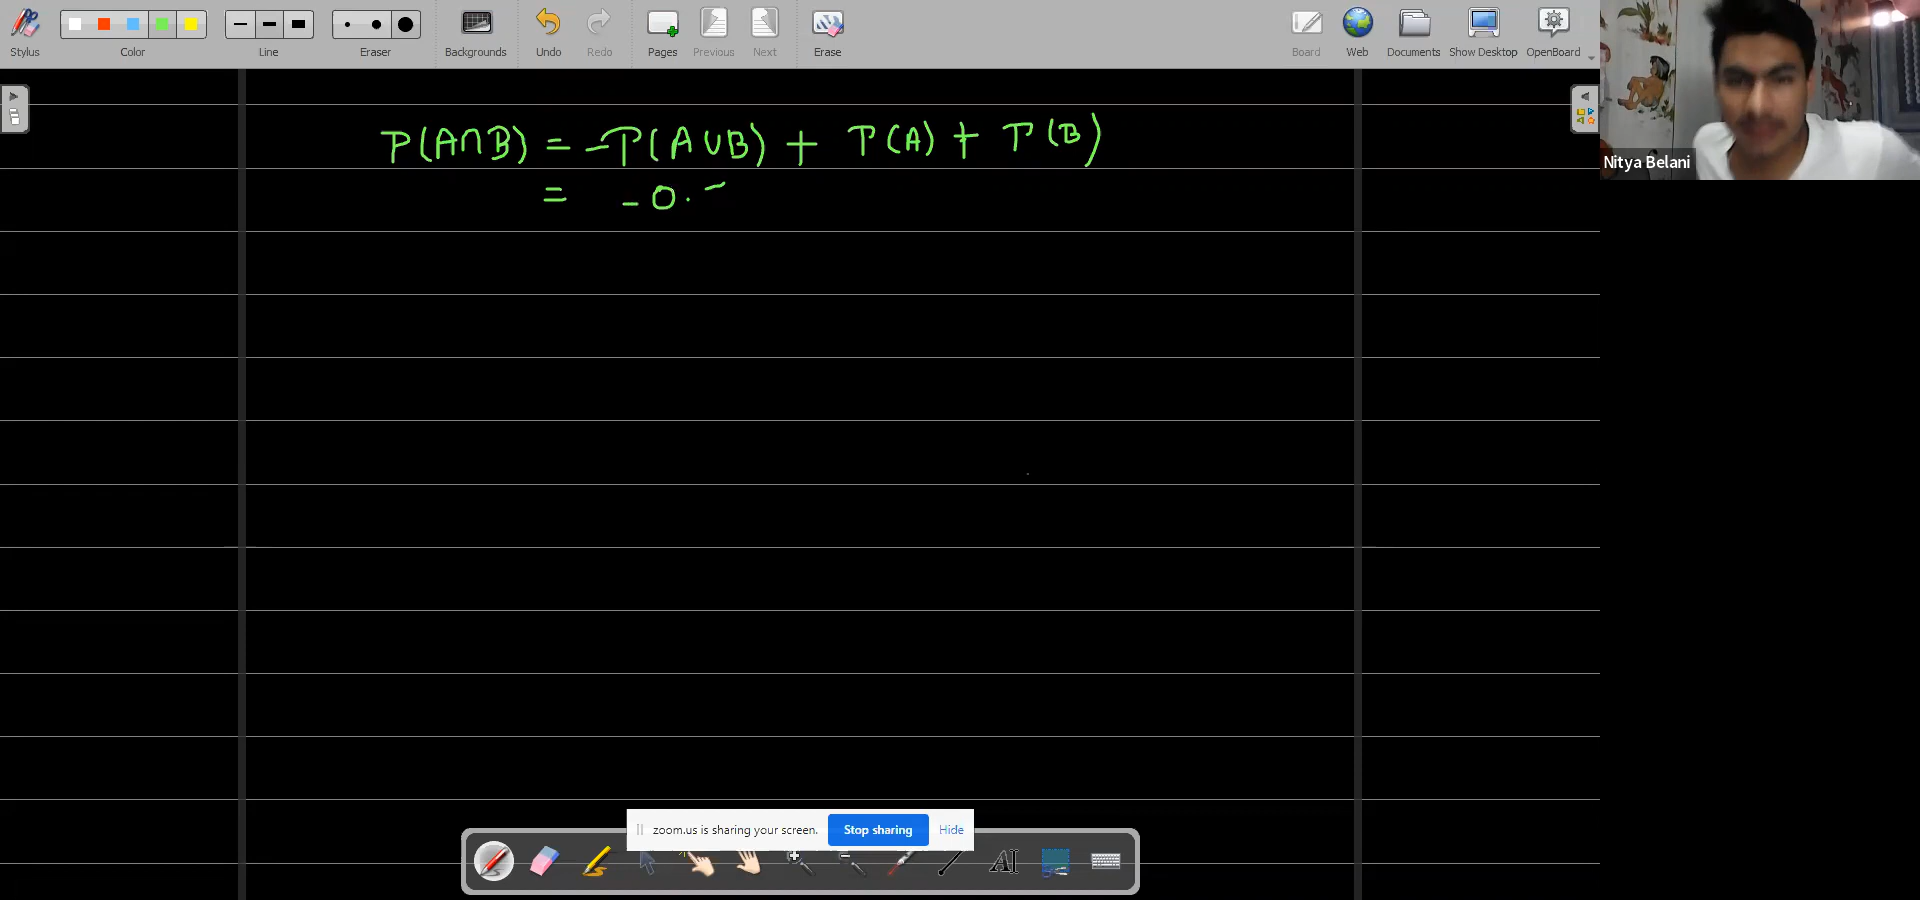 Stylus
Color
Line
Eraser
Backgrounds
Undo
Redo
Pages
Previous
Next
Erase
Board
Web
Documents
Show Desktop
OpenBoard
P(A∩B) = -P(A∪B) + P(A) + P(B)
= -0.
Nitya Belani
zoom.us is sharing your screen.
Stop sharing
Hide
AI